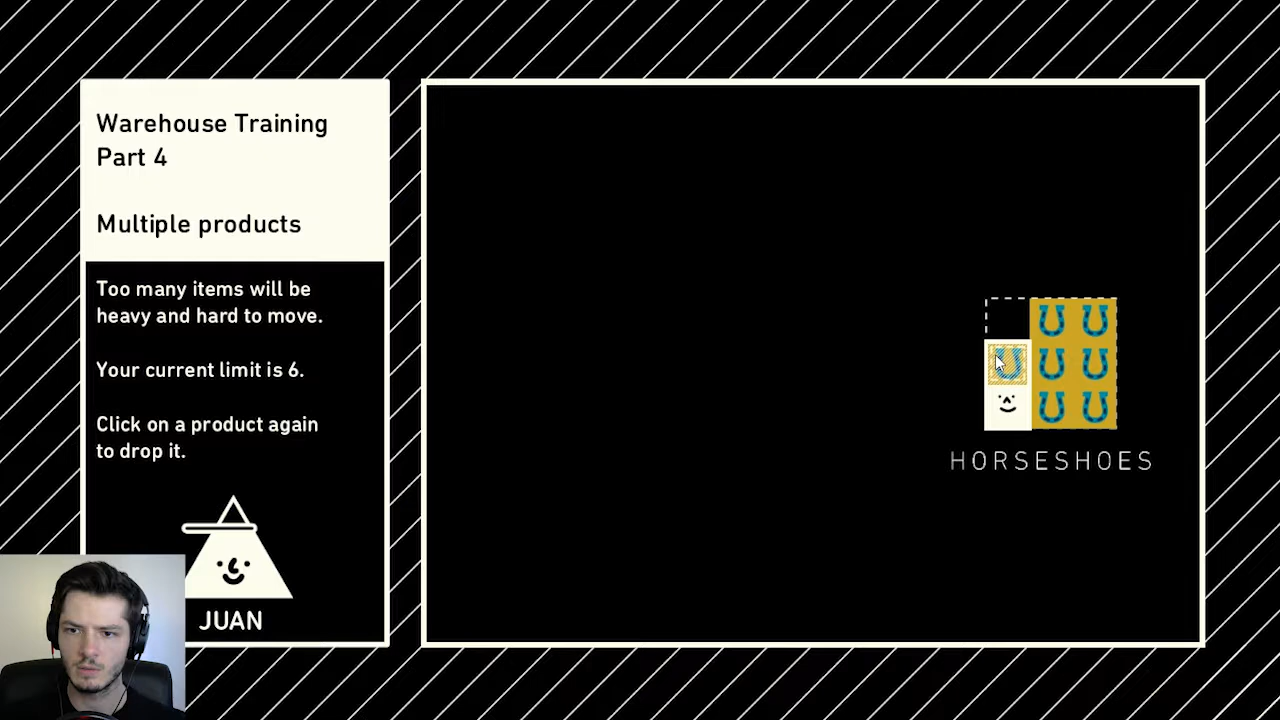 Warehouse Training
Part 4
Multiple products
Too many items will be
heavy and hard to move.
Your current limit is 6.
Click on a product again
to drop it.
JUAN
HORSESHOES